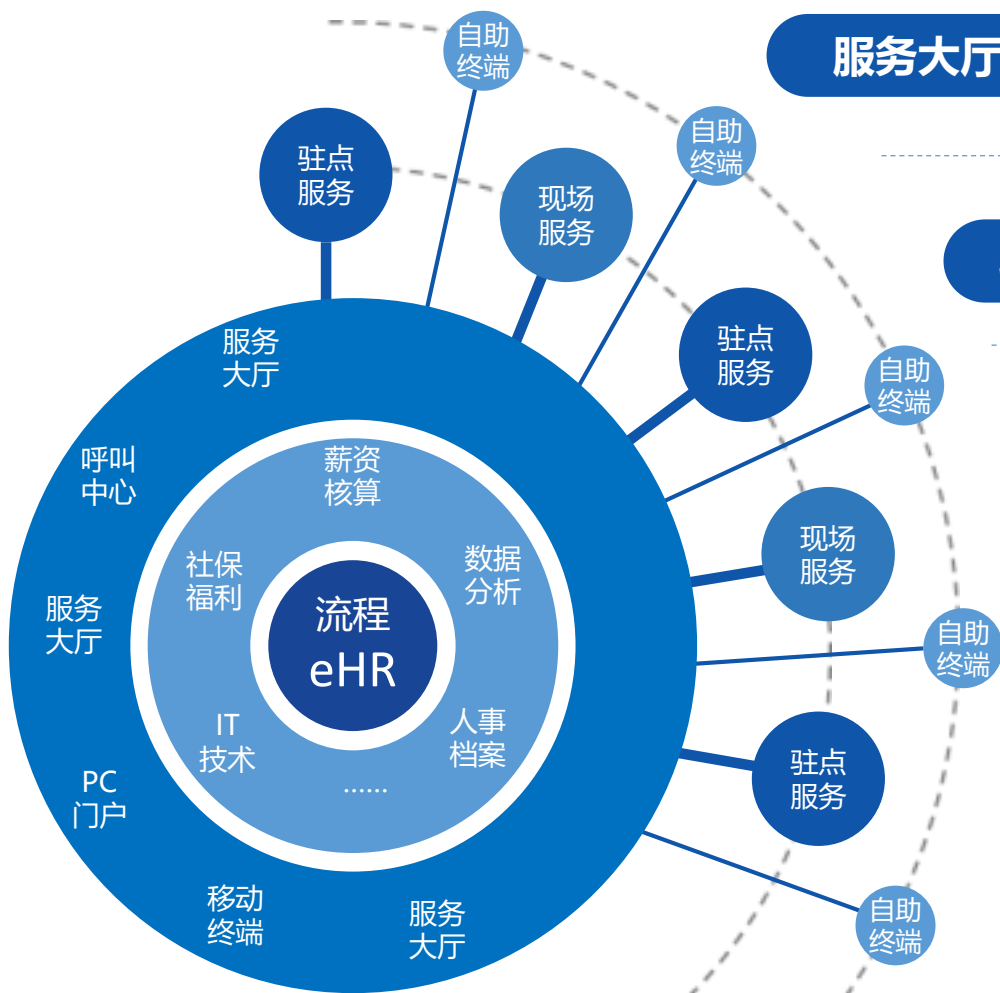 自助
终端
服务大厅
自助
终端
驻点
服务
现场
服务
驻点
服务
自助
终端
现场
服务
自助
终端
驻点
服务
自助
终端
服务
大厅
呼叫
中心
服务
大厅
PC
门户
移动
终端
服务
大厅
薪资
核算
社保
福利
数据
分析
IT
技术
人事
档案
……
流程
eHR